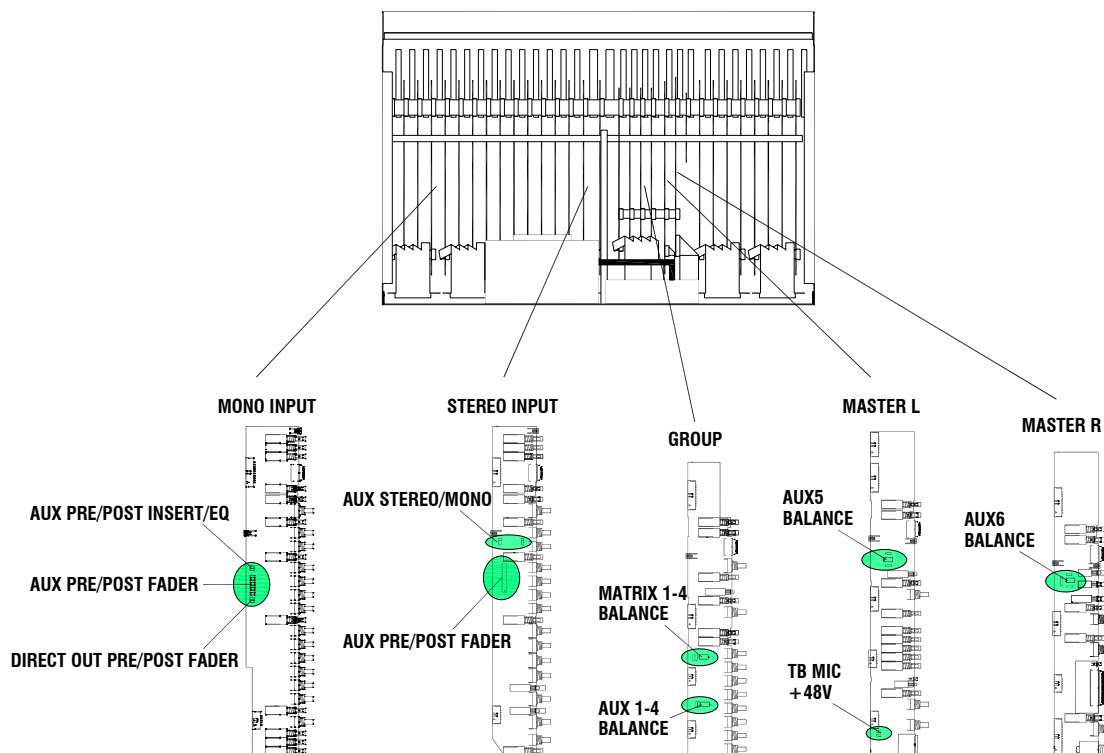 MONO INPUT
STEREO INPUT
GROUP
MASTER L
MASTER R
AUX PRE/POST INSERT/EQ
AUX PRE/POST FADER
DIRECT OUT PRE/POST FADER
AUX STEREO/MONO
AUX PRE/POST FADER
MATRIX 1-4
BALANCE
AUX 1-4
BALANCE
AUX5
BALANCE
TB MIC
+48V
AUX6
BALANCE